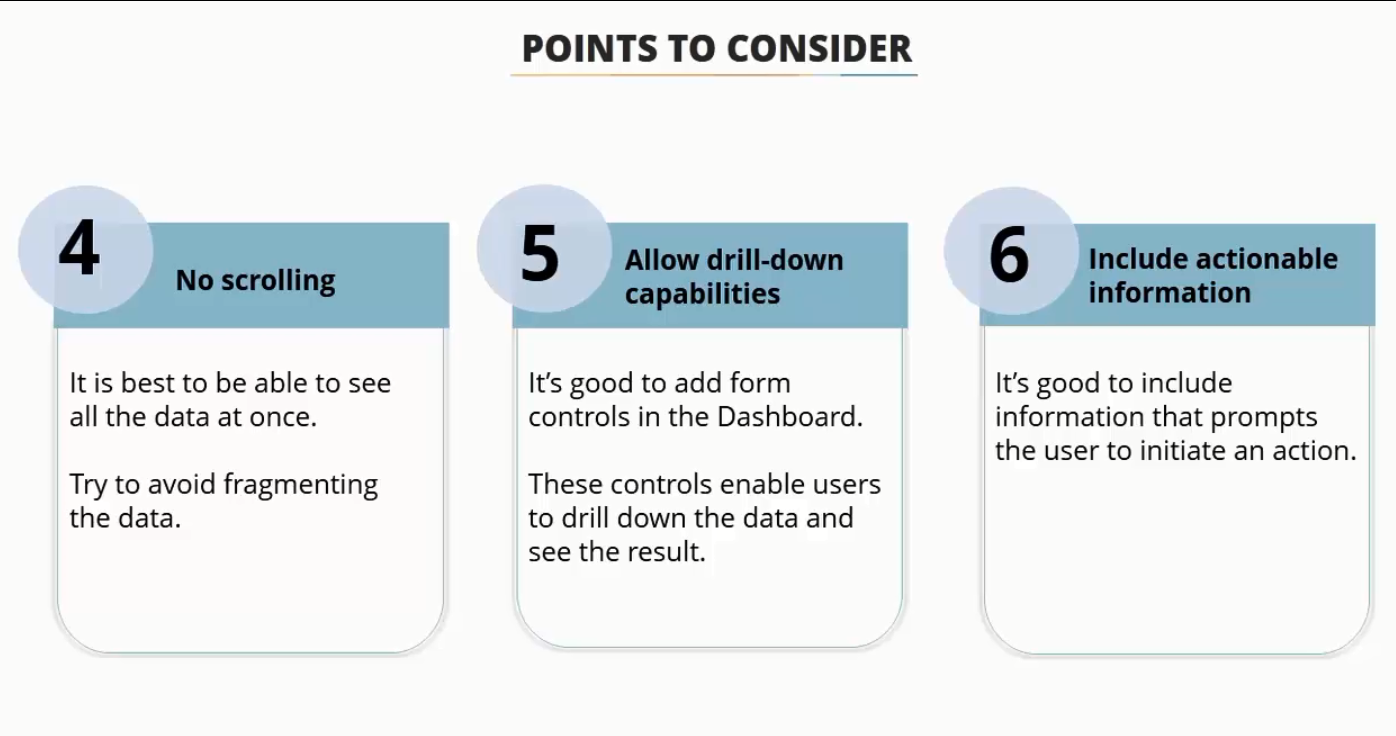 POINTS TO CONSIDER
4
No scrolling
It is best to be able to see
all the data at once.
Try to avoid fragmenting
the data.
5
Allow drill-down
capabilities
It’s good to add form
controls in the Dashboard.
These controls enable users
to drill down the data and
see the result.
6
Include actionable
information
It’s good to include
information that prompts
the user to initiate an action.